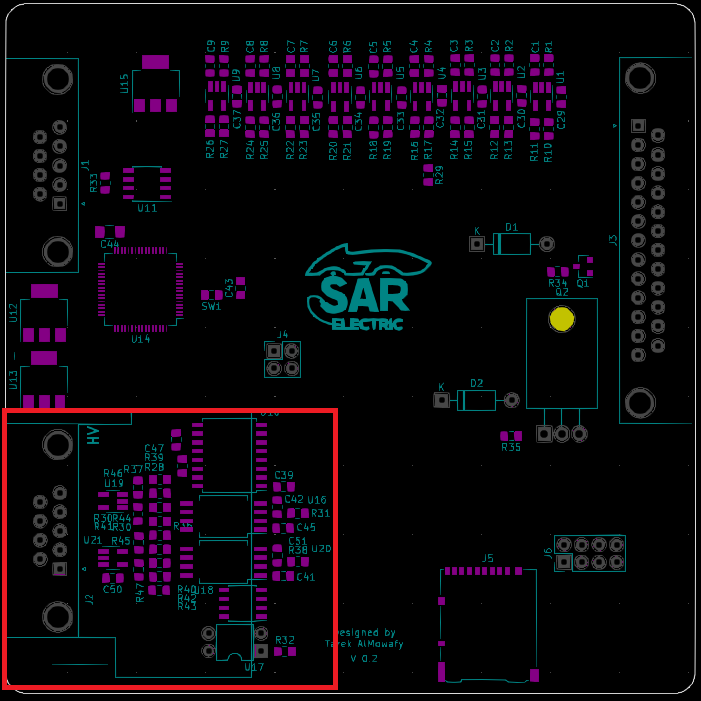 C9 R9 C8 R8 C7 R7 C6 R6 C5 R5 C4 R4 C3 R3 C2 R2 C1 R1
U15 U9 U8 U7 U6 U5 U4 U3 U2 U1
C37 C36 C35 C34 C33 C32 C31 C30 C29
R26 R27 R24 R25 R22 R23 R20 R21 R18 R19 R16 R17 R14 R15 R12 R13 R11 R10
J1
R33
R29
U11
C44
K D1
J3
SAR
ELECTRIC
R34 Q1
Q2
C43
SW1
U12
U14
J4
U13
K D2
HV
C47
R39
R28
R35
R46 R37
U19
C39
C42 U16
R31
R30 R44
R36
C45
U21 R45
C51
R38 U20
C41
J5
J6
C50
R47
R40 U18
R42
R43
J2
R32
U17
Designed by
Tarek AlMowafy
V 0.2